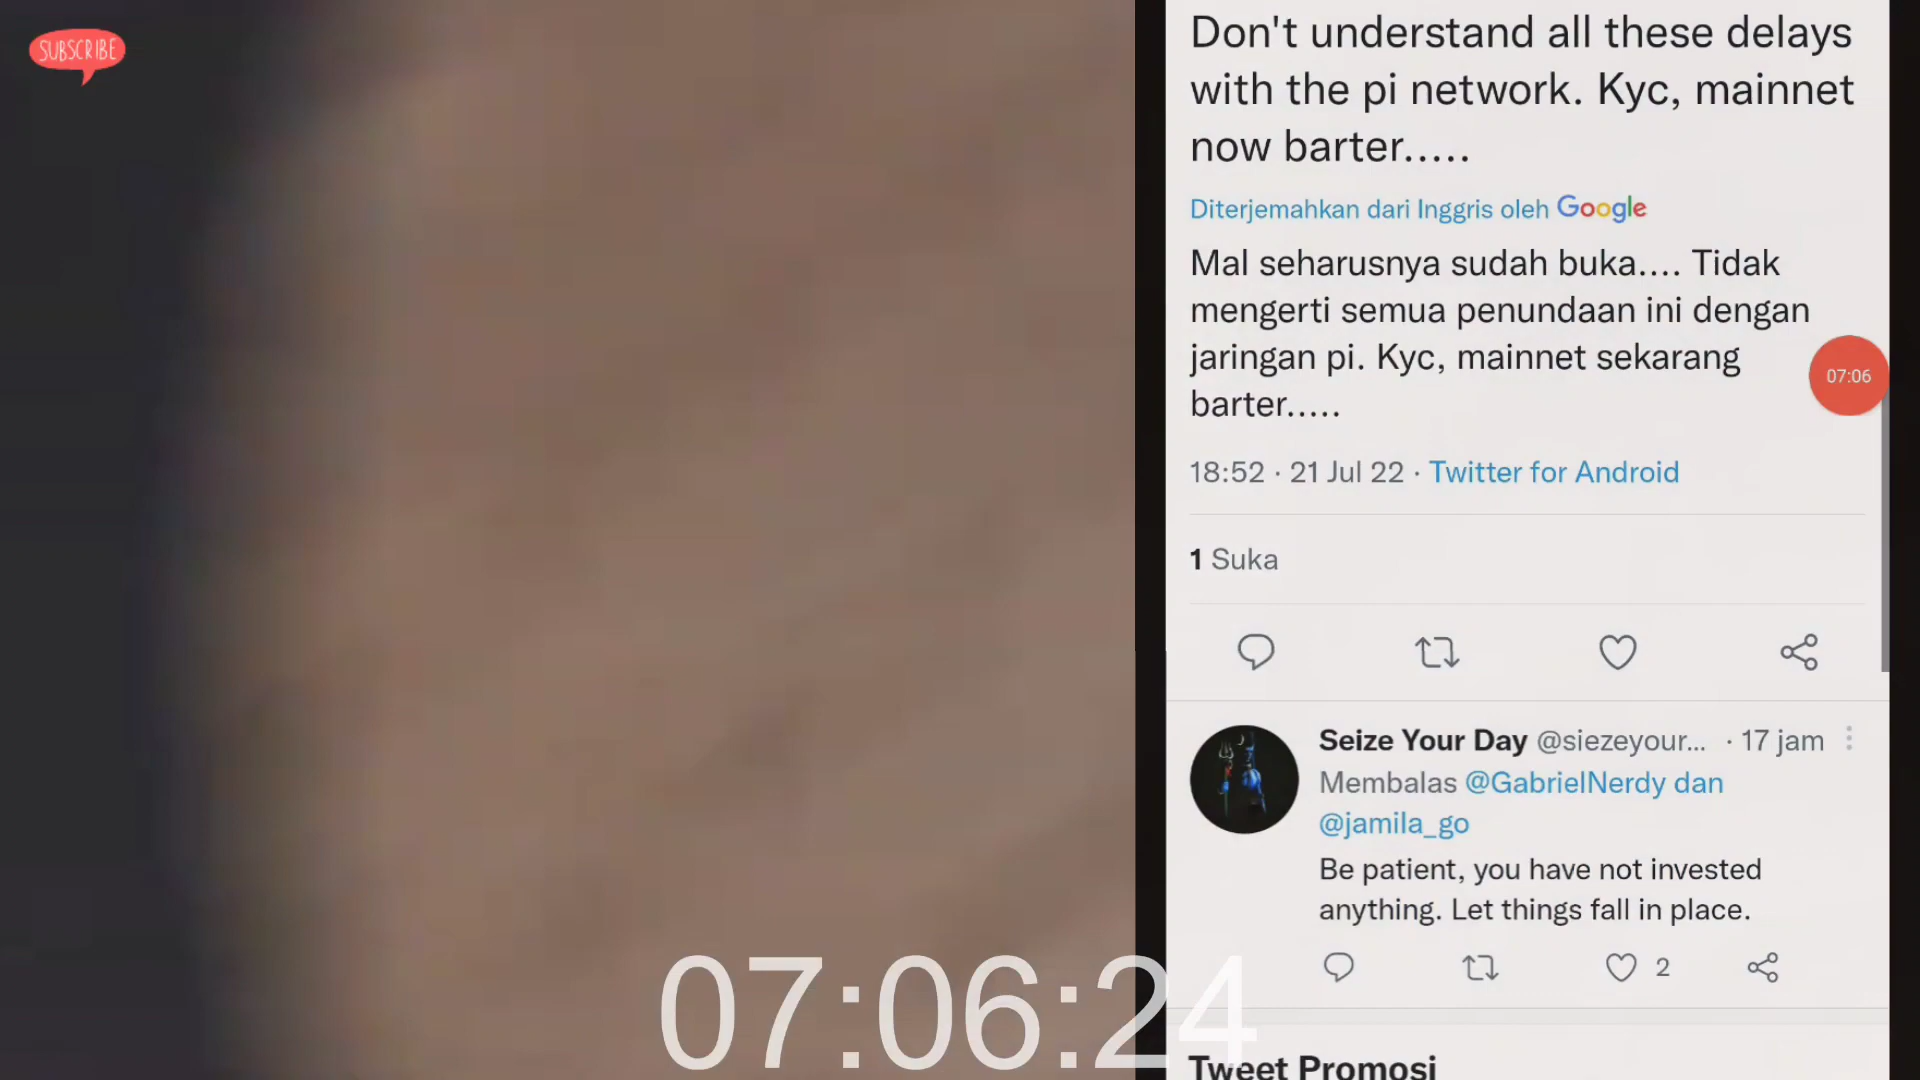 SUBSCRIBE
Don't understand all these delays
with the pi network. Kyc, mainnet
now barter.....
Diterjemahkan dari Inggris oleh Google
Mal seharusnya sudah buka.... Tidak
mengerti semua penundaan ini dengan
jaringan pi. Kyc, mainnet sekarang
barter.....
07:06
18:52 · 21 Jul 22 · Twitter for Android
1 Suka
Seize Your Day @siezeyour... · 17 jam
Membalas @GabrielNerdy dan
@jamila_go
Be patient, you have not invested
anything. Let things fall in place.
2
07:06:24
Tweet Promosi